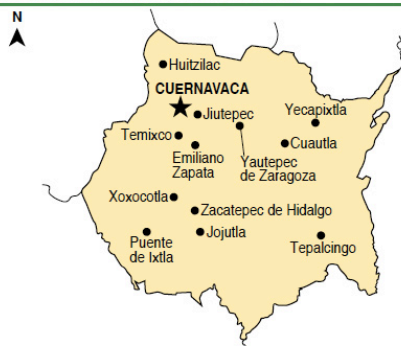 N
Huitzilac
CUERNAVACA
Jiutepec
Yecapixtla
Temixco
Cuautla
Emiliano
Zapata
Yautepec
de Zaragoza
Xoxocotla
Zacatepec de Hidalgo
Puente
de Ixtla
Jojutla
Tepalcingo